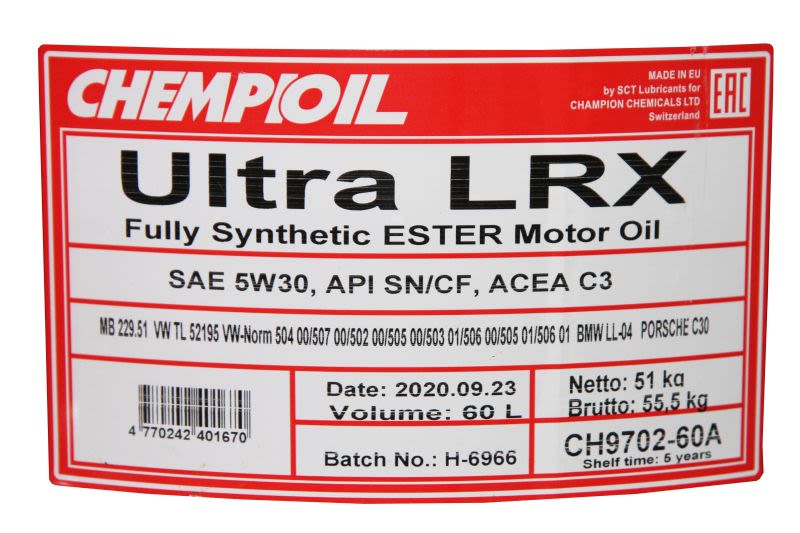 CHEMPIOIL
MADE IN EU
by SCT Lubricants for
CHAMPION CHEMICALS LTD
Switzerland
EAC
Ultra LRX
Fully Synthetic ESTER Motor Oil
SAE 5W30, API SN/CF, ACEA C3
MB 229.51 VW TL 52195 VW-Norm 504 00/507 00/502 00/505 00/503 01/506 00/505 01/506 01 BMW LL-04 PORSCHE C30
4 770242 401670
Date: 2020.09.23
Volume: 60 L
Batch No.: H-6966
Netto: 51 kg
Brutto: 55,5 kg
CH9702-60A
Shelf time: 5 years